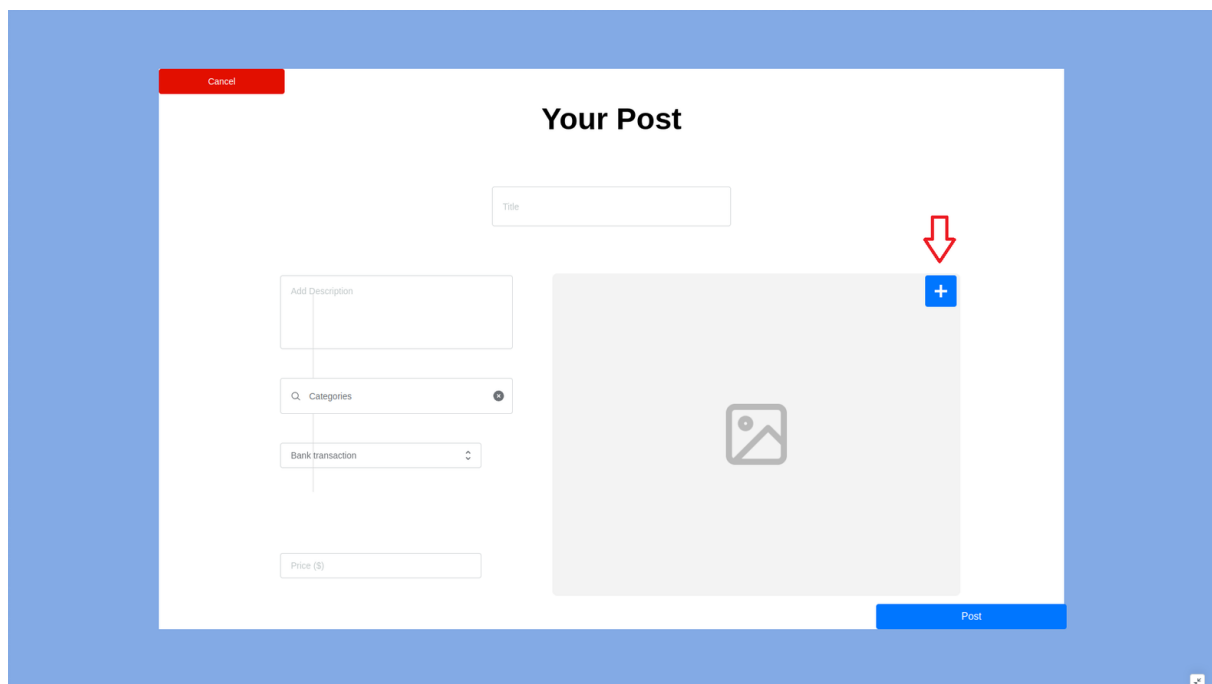 Cancel
Your Post
Title
Add Description
Categories
Bank transaction
Price ($)
Post